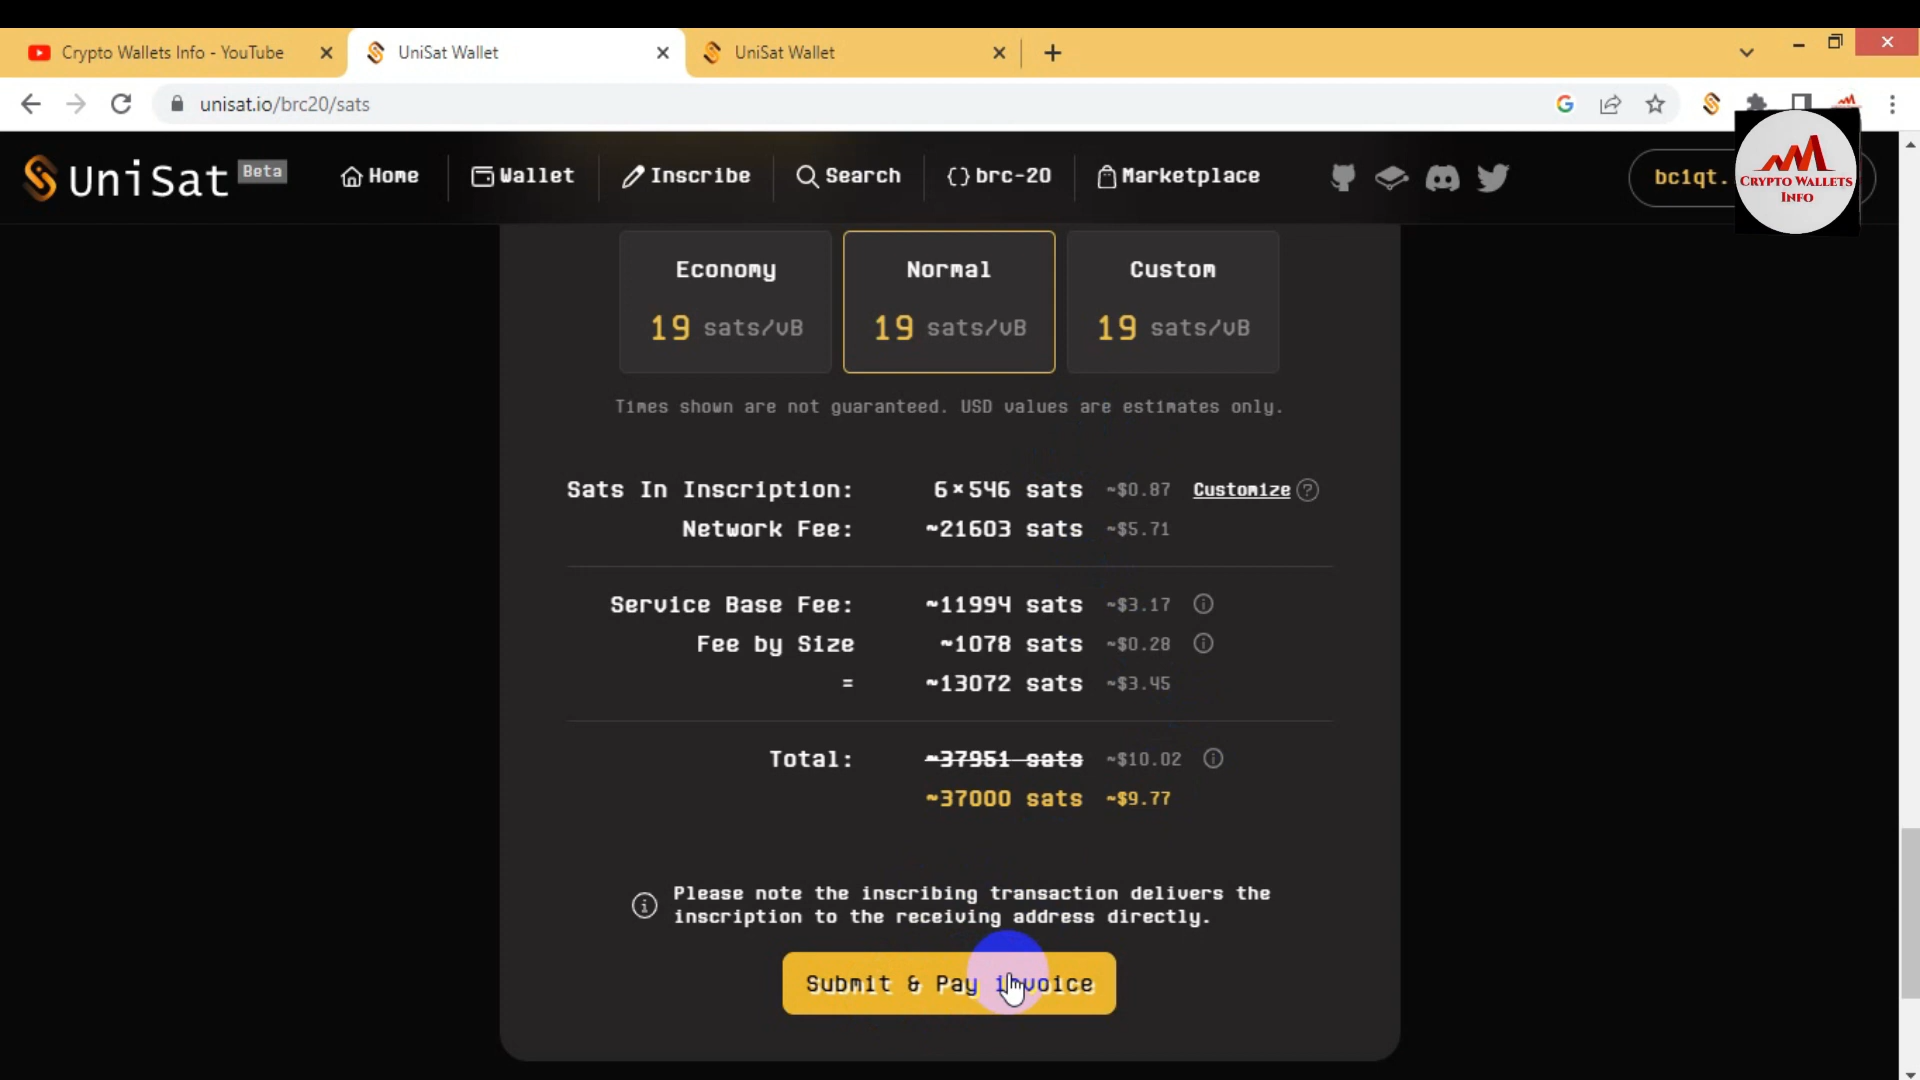 Crypto Wallets Info - YouTube
UniSat Wallet
UniSat Wallet
unisat.io/brc20/sats
UniSat Beta
Home
Wallet
Inscribe
Search
brc-20
Marketplace
bc1qt.
CRYPTO WALLETS
INFO
Economy
Normal
Custom
19 sats/vB
19 sats/vB
19 sats/vB
Times shown are not guaranteed. USD values are estimates only.
Sats In Inscription: 6×546 sats ~$0.87 Customize ?
Network Fee: ~21603 sats ~$5.71
Service Base Fee: ~11994 sats ~$3.17
Fee by Size ~1078 sats ~$0.28
= ~13072 sats ~$3.45
Total: ~37951 sats ~$10.02
~37000 sats ~$9.77
Please note the inscribing transaction delivers the
inscription to the receiving address directly.
Submit & Pay invoice